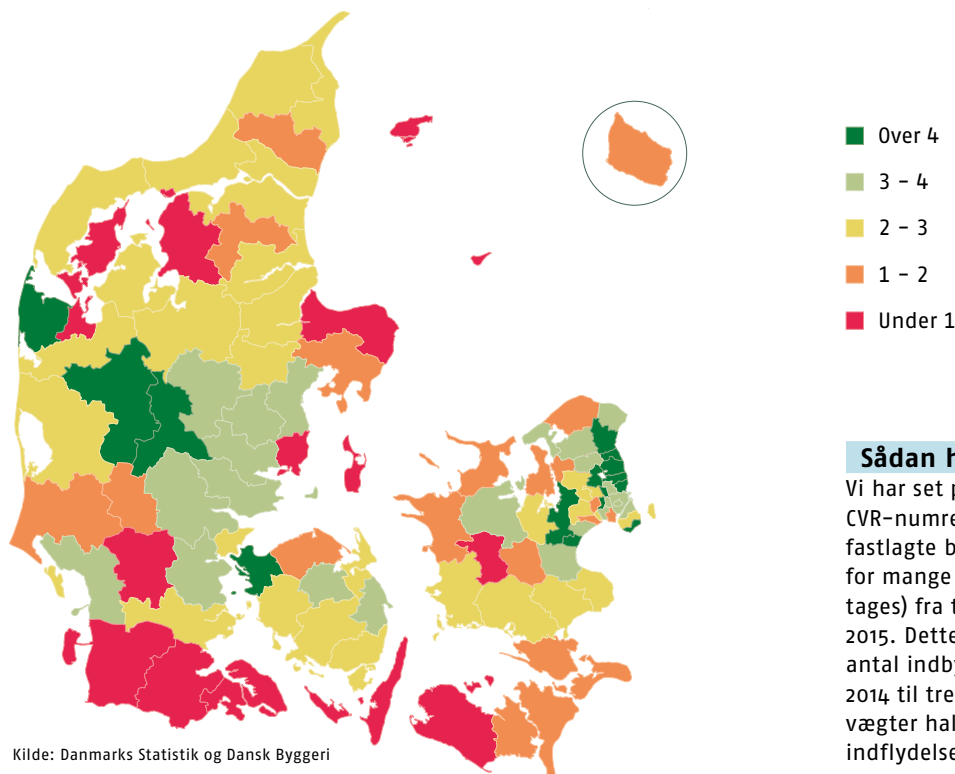 Over 4
3 – 4
2 – 3
1 – 2
Under 1
Sådan h
Vi har set p
CVR-numre
fastlagte b
for mange
tages) fra t
2015. Dette
antal indby
2014 til tre
vægter hal
indflydelse
Kilde: Danmarks Statistik og Dansk Byggeri